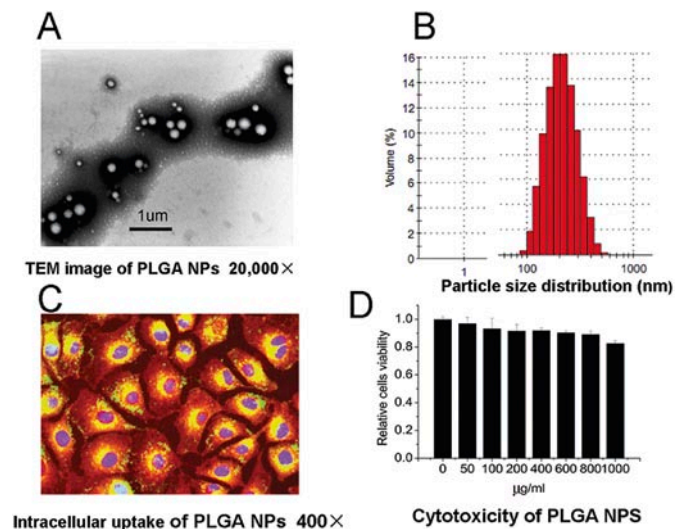 A
1um
TEM image of PLGA NPs 20,000×
B
Volume (%)
16
14
12
10
8
6
4
2
0
1
100
1000
Particle size distribution (nm)
C
Intracellular uptake of PLGA NPs 400×
D
Relative cells viability
1.0
0.8
0.6
0.4
0.2
0.0
0 50 100 200 400 600 800 1000
µg/ml
Cytotoxicity of PLGA NPS